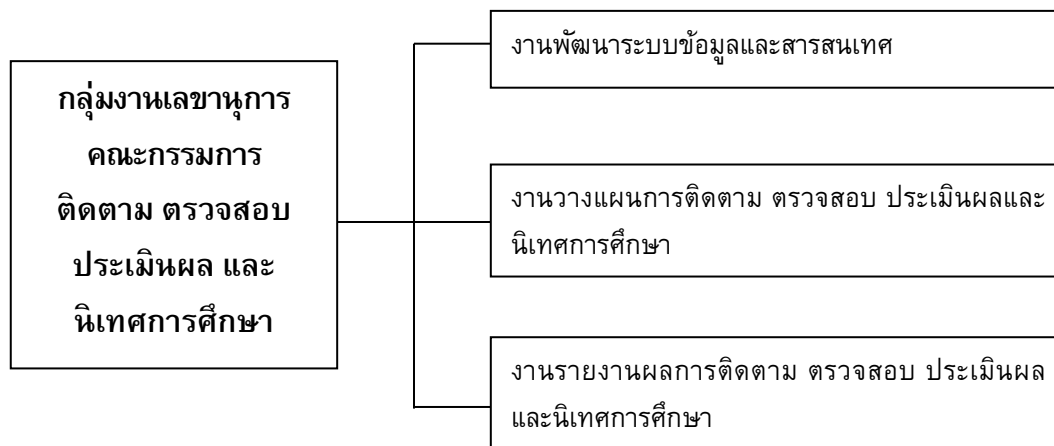 กลุ่มงานเลขานุการ
คณะกรรมการ
ติดตาม ตรวจสอบ
ประเมินผล และ
นิเทศการศึกษา
งานพัฒนาระบบข้อมูลและสารสนเทศ
งานวางแผนการติดตาม ตรวจสอบ ประเมินผลและ
นิเทศการศึกษา
งานรายงานผลการติดตาม ตรวจสอบ ประเมินผล
และนิเทศการศึกษา